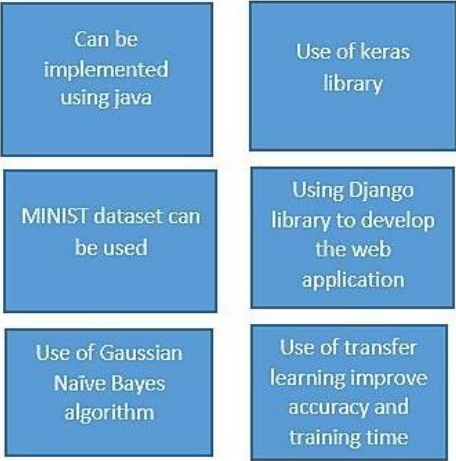 Can be
implemented
using java
Use of keras
library
MINIST dataset can
be used
Using Django
library to develop
the web
application
Use of Gaussian
Naïve Bayes
algorithm
Use of transfer
learning improve
accuracy and
training time